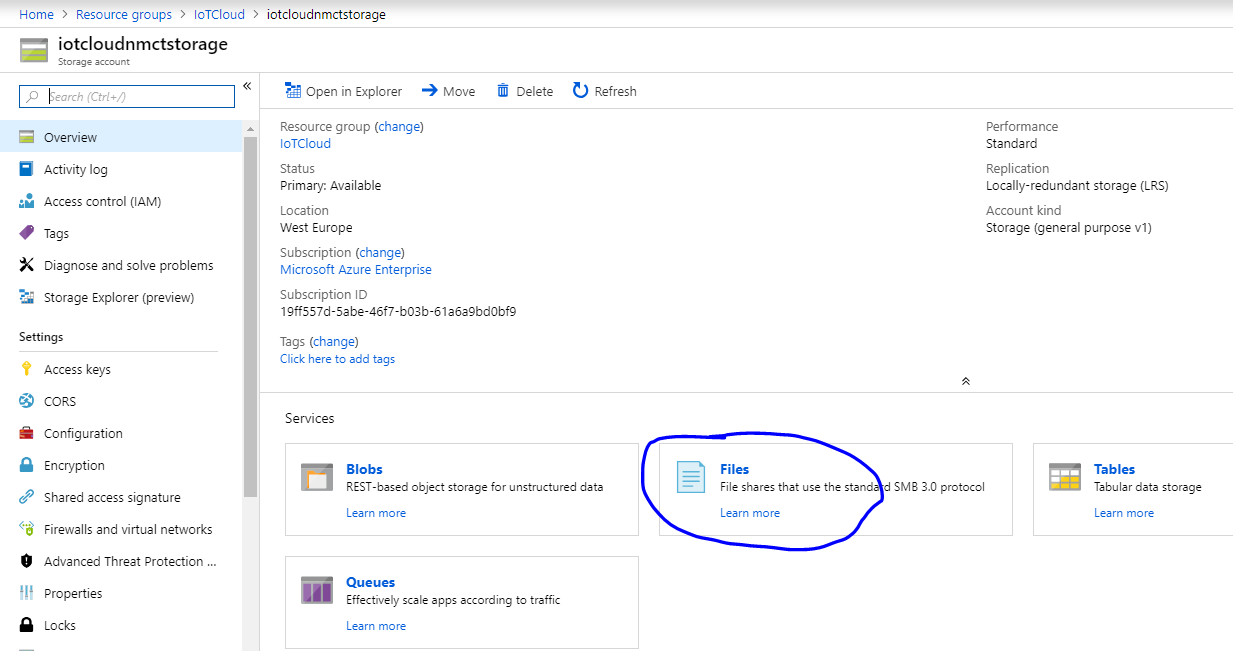 Home > Resource groups > IoTCloud > iotcloudnmctstorage
iotcloudnmctstorage
Storage account
Search (Ctrl+/)
«
Overview
Activity log
Access control (IAM)
Tags
Diagnose and solve problems
Storage Explorer (preview)
Settings
Access keys
CORS
Configuration
Encryption
Shared access signature
Firewalls and virtual networks
Advanced Threat Protection ...
Properties
Locks
Open in Explorer
Move
Delete
Refresh
Resource group (change)
IoTCloud
Status
Primary: Available
Location
West Europe
Subscription (change)
Microsoft Azure Enterprise
Subscription ID
19ff557d-5abe-46f7-b03b-61a6a9bd0bf9
Tags (change)
Click here to add tags
Performance
Standard
Replication
Locally-redundant storage (LRS)
Account kind
Storage (general purpose v1)
Services
Blobs
REST-based object storage for unstructured data
Learn more
Files
File shares that use the standard SMB 3.0 protocol
Learn more
Tables
Tabular data storage
Learn more
Queues
Effectively scale apps according to traffic
Learn more